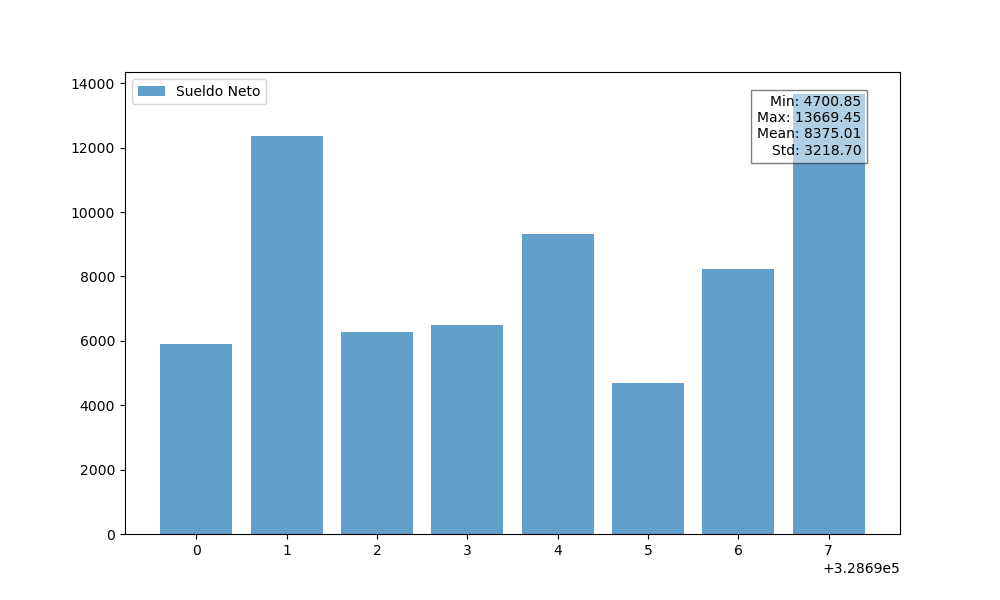 Sueldo Neto
Min: 4700.85
Max: 13669.45
Mean: 8375.01
Std: 3218.70
14000
12000
10000
8000
6000
4000
2000
0
0 1 2 3 4 5 6 7
+3.2869e5